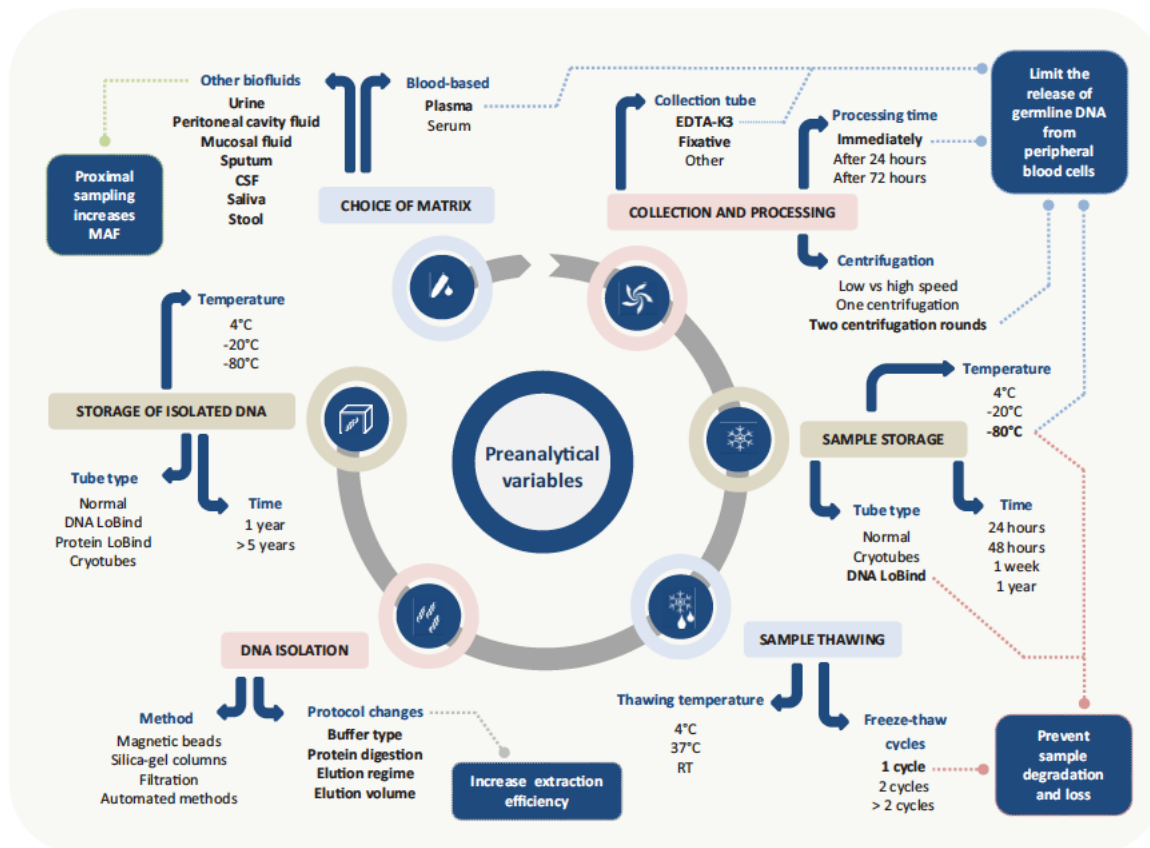 Other biofluids
Urine
Peritoneal cavity fluid
Mucosal fluid
Sputum
CSF
Saliva
Stool
Blood-based
Plasma
Serum
Proximal
sampling
increases
MAF
CHOICE OF MATRIX
Collection tube
EDTA-K3
Fixative
Other
Processing time
Immediately
After 24 hours
After 72 hours
Limit the
release of
germline DNA
from
peripheral
blood cells
COLLECTION AND PROCESSING
Centrifugation
Low vs high speed
One centrifugation
Two centrifugation rounds
Temperature
4°C
-20°C
-80°C
STORAGE OF ISOLATED DNA
Tube type
Normal
DNA LoBind
Protein LoBind
Cryotubes
Time
1 year
> 5 years
Preanalytical
variables
Temperature
4°C
-20°C
-80°C
SAMPLE STORAGE
Tube type
Normal
Cryotubes
DNA LoBind
Time
24 hours
48 hours
1 week
1 year
DNA ISOLATION
Method
Magnetic beads
Silica-gel columns
Filtration
Automated methods
Protocol changes
Buffer type
Protein digestion
Elution regime
Elution volume
Increase extraction
efficiency
SAMPLE THAWING
Thawing temperature
4°C
37°C
RT
Freeze-thaw
cycles
1 cycle
2 cycles
> 2 cycles
Prevent
sample
degradation
and loss